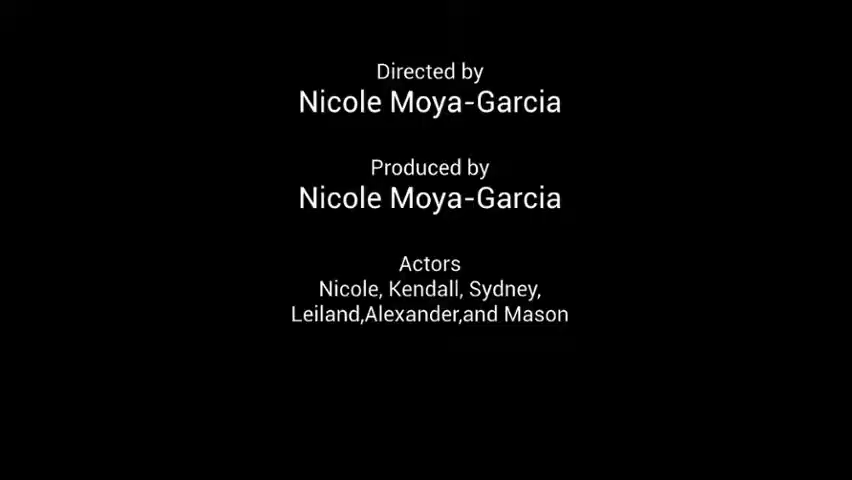 Directed by
Nicole Moya-Garcia
Produced by
Nicole Moya-Garcia
Actors
Nicole, Kendall, Sydney,
Leiland,Alexander,and Mason